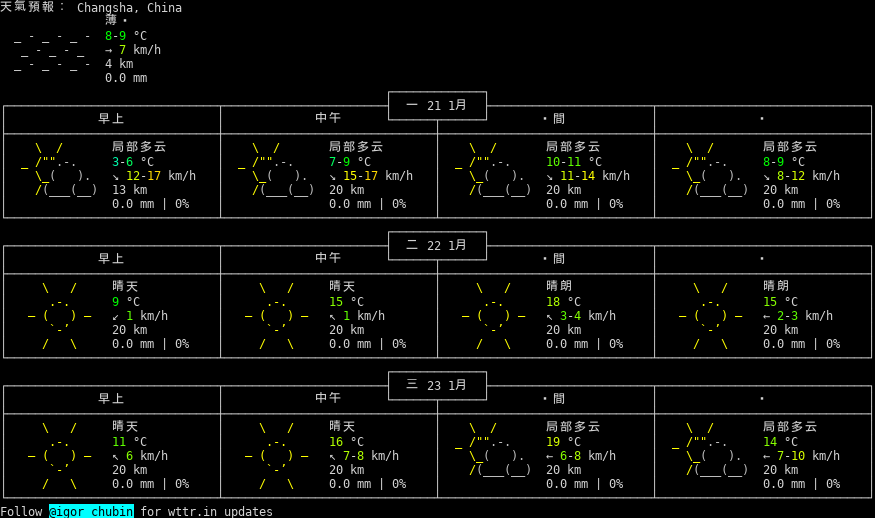 天氣預報： Changsha, China
薄・
8-9 °C
→ 7 km/h
4 km
0.0 mm
一 21 1月
早上 中午 ・間 ・
局部多云 局部多云 局部多云 局部多云
3-6 °C 7-9 °C 10-11 °C 8-9 °C
↘ 12-17 km/h ↘ 15-17 km/h ↘ 11-14 km/h ↘ 8-12 km/h
13 km 20 km 20 km 20 km
0.0 mm | 0% 0.0 mm | 0% 0.0 mm | 0% 0.0 mm | 0%
二 22 1月
早上 中午 ・間 ・
晴天 晴天 晴朗 晴朗
9 °C 15 °C 18 °C 15 °C
↙ 1 km/h ↖ 1 km/h ↖ 3-4 km/h ← 2-3 km/h
20 km 20 km 20 km 20 km
0.0 mm | 0% 0.0 mm | 0% 0.0 mm | 0% 0.0 mm | 0%
三 23 1月
早上 中午 ・間 ・
晴天 晴天 局部多云 局部多云
11 °C 16 °C 19 °C 14 °C
↖ 6 km/h ↖ 7-8 km/h ← 6-8 km/h ← 7-10 km/h
20 km 20 km 20 km 20 km
0.0 mm | 0% 0.0 mm | 0% 0.0 mm | 0% 0.0 mm | 0%
Follow @igor_chubin for wttr.in updates